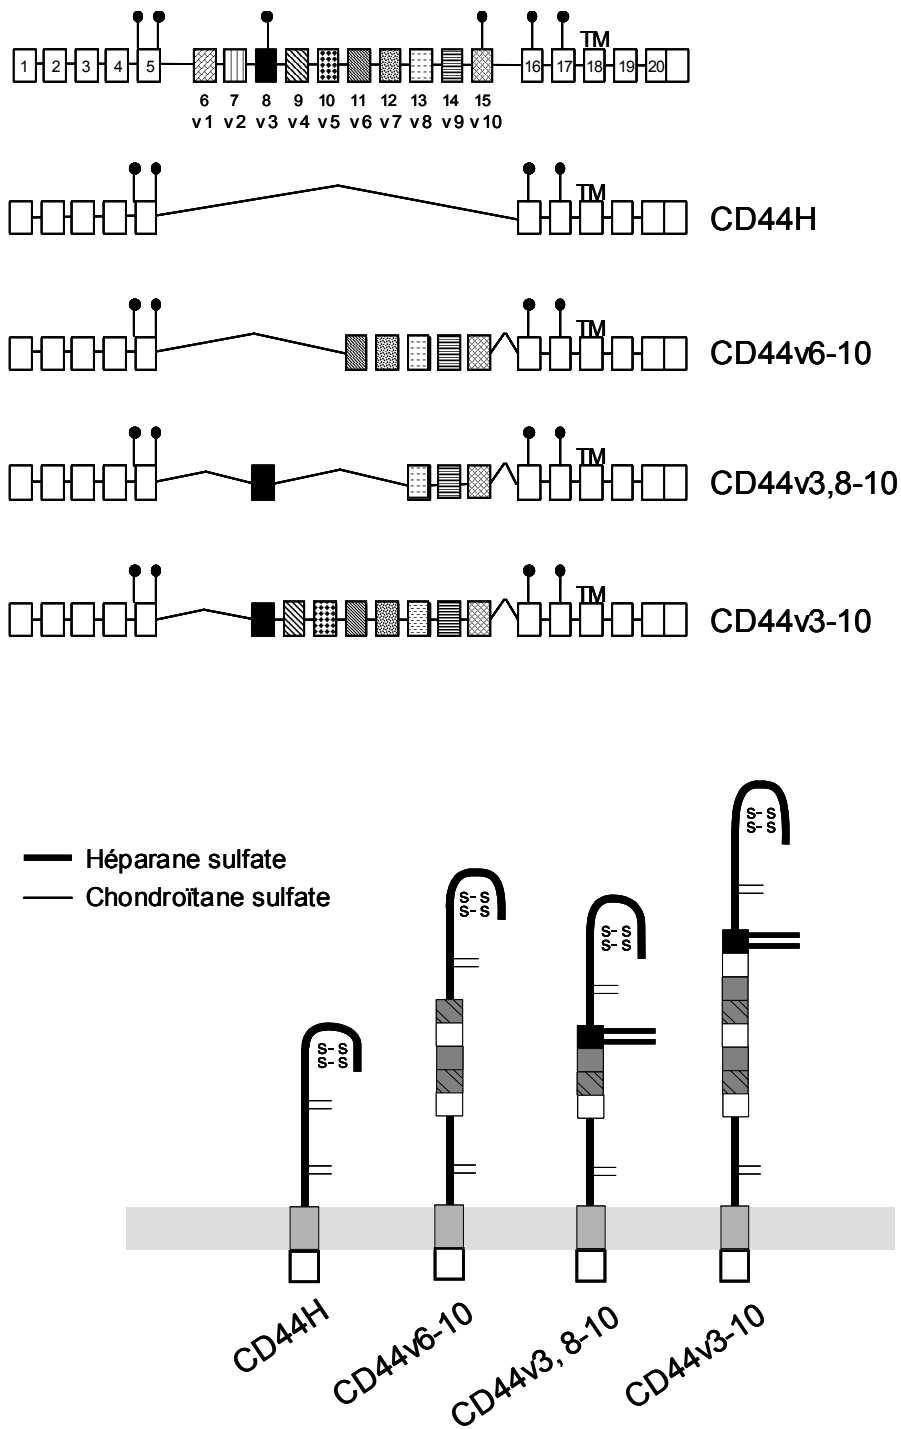 TM
1 2 3 4 5 16 17 18 19 20
6 7 8 9 10 11 12 13 14 15
v1 v2 v3 v4 v5 v6 v7 v8 v9 v10
TM
CD44H
TM
CD44v6-10
TM
CD44v3,8-10
TM
CD44v3-10
Héparane sulfate
Chondroïtane sulfate
S-S
S-S
S-S
S-S
S-S
S-S
S-S
S-S
CD44H
CD44v6-10
CD44v3, 8-10
CD44v3-10